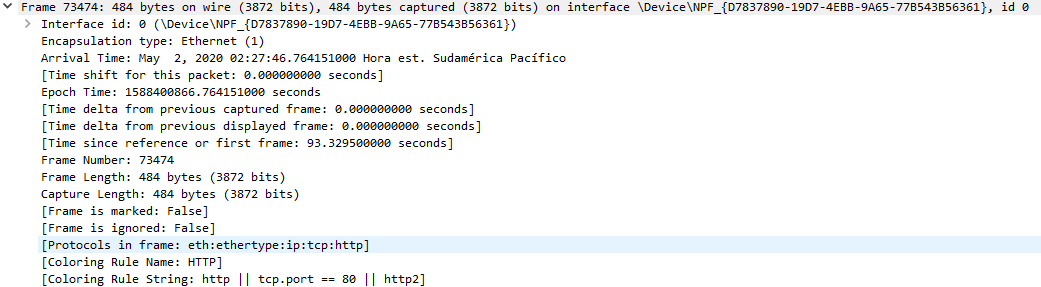 Frame 73474: 484 bytes on wire (3872 bits), 484 bytes captured (3872 bits) on interface \Device\NPF_{D7837890-19D7-4EBB-9A65-77B543B56361}, id 0
Interface id: 0 (\Device\NPF_{D7837890-19D7-4EBB-9A65-77B543B56361})
Encapsulation type: Ethernet (1)
Arrival Time: May  2, 2020 02:27:46.764151000 Hora est. Sudamérica Pacífico
[Time shift for this packet: 0.000000000 seconds]
Epoch Time: 1588400866.764151000 seconds
[Time delta from previous captured frame: 0.000000000 seconds]
[Time delta from previous displayed frame: 0.000000000 seconds]
[Time since reference or first frame: 93.329500000 seconds]
Frame Number: 73474
Frame Length: 484 bytes (3872 bits)
Capture Length: 484 bytes (3872 bits)
[Frame is marked: False]
[Frame is ignored: False]
[Protocols in frame: eth:ethertype:ip:tcp:http]
[Coloring Rule Name: HTTP]
[Coloring Rule String: http || tcp.port == 80 || http2]